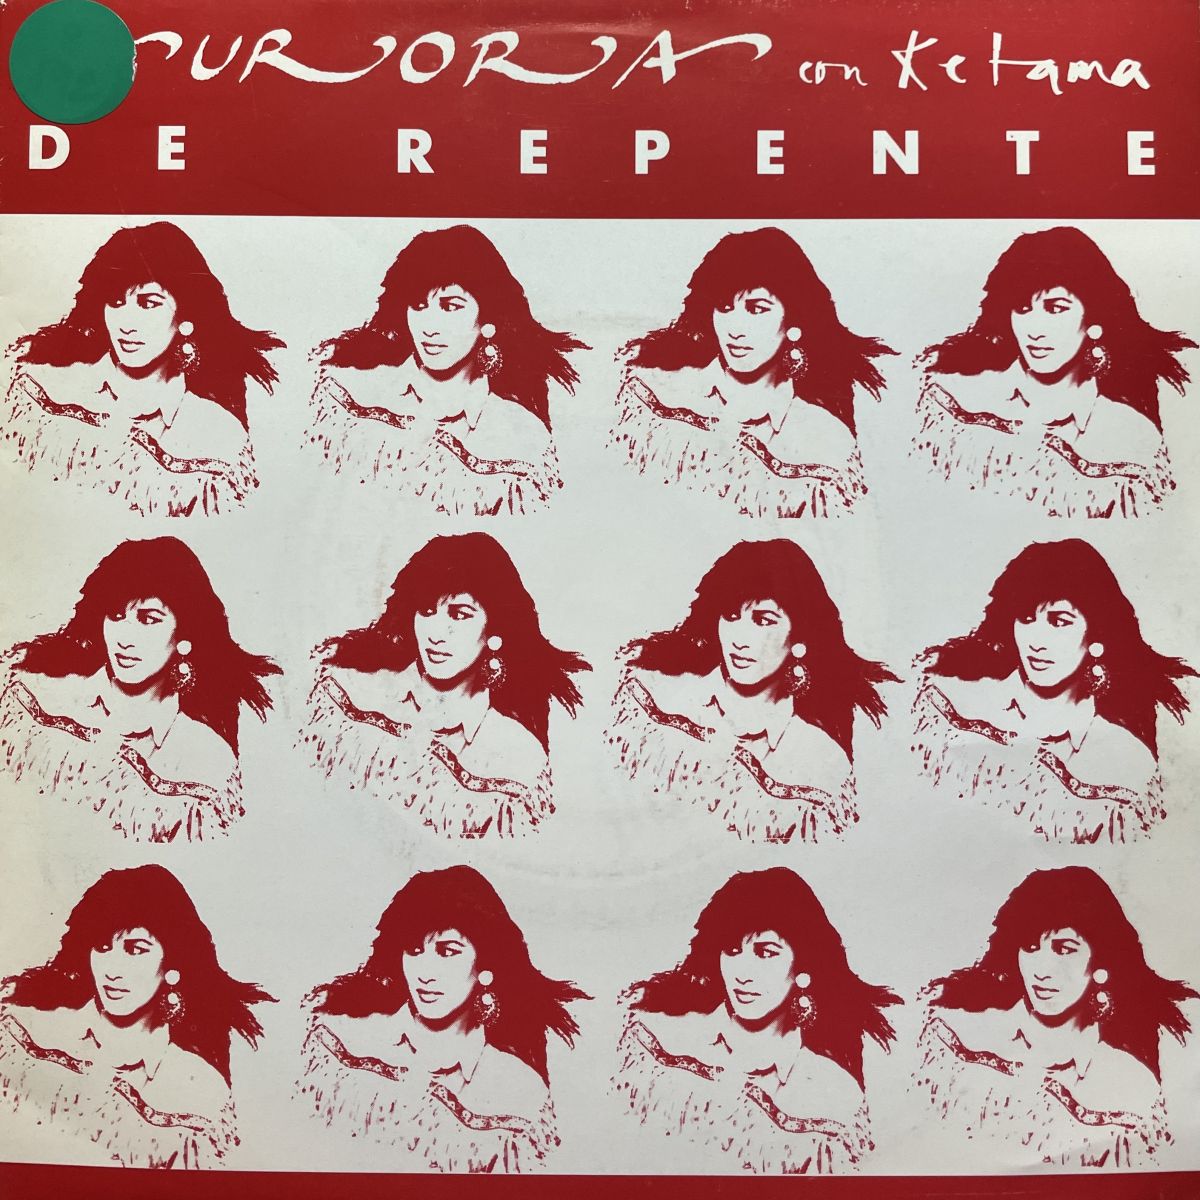 URORA con Ketama
DE REPENTE